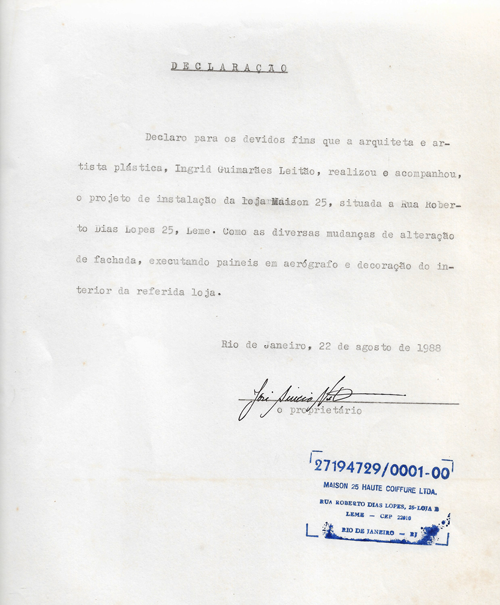 DECLARAÇÃO
Declaro para os devidos fins que a arquiteta e ar-
tista plástica, Ingrid Guimarães Leitão, realizou e acompanhou,
o projeto de instalação da loja Maison 25, situada a Rua Rober-
to Dias Lopes 25, Leme. Como as diversas mudanças de alteração
de fachada, executando paineis em aerógrafo e decoração do in-
terior da referida loja.
Rio de Janeiro, 22 de agosto de 1988
José
o proprietário
27194729/0001-00
MAISON 25 HAUTE COIFFURE LTDA.
RUA ROBERTO DIAS LOPES, 25-LOJA B
LEME — CEP 22010
RIO DE JANEIRO — RJ